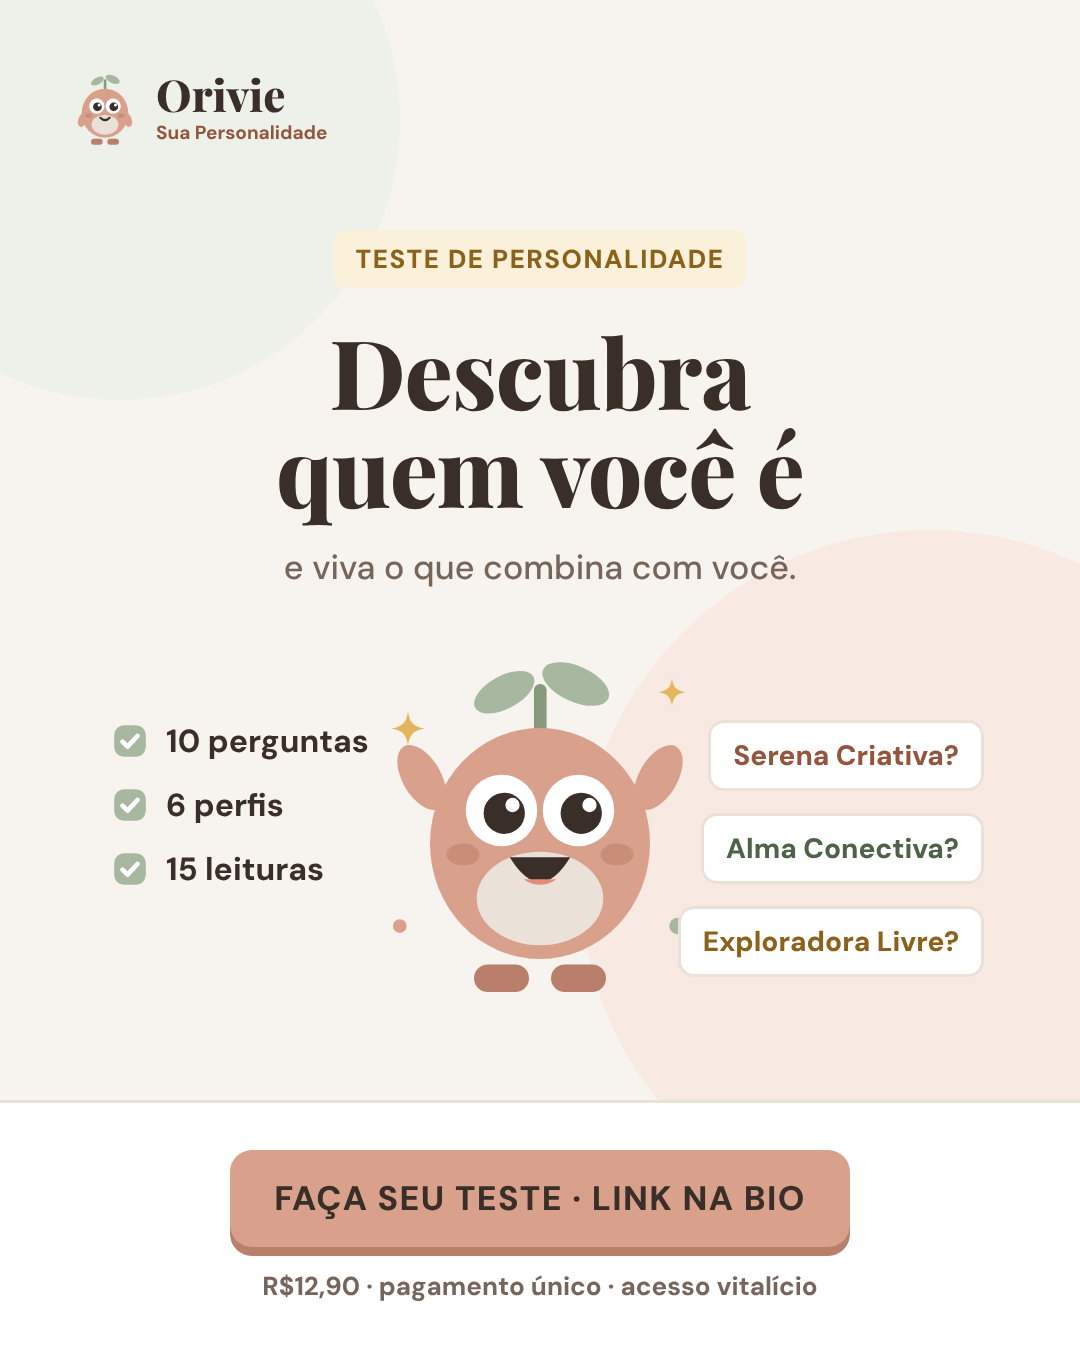 Orivie
Sua Personalidade
TESTE DE PERSONALIDADE
Descubra
quem você é
e viva o que combina com você.
10 perguntas
6 perfis
15 leituras
Serena Criativa?
Alma Conectiva?
Exploradora Livre?
FAÇA SEU TESTE · LINK NA BIO
R$12,90 · pagamento único · acesso vitalício